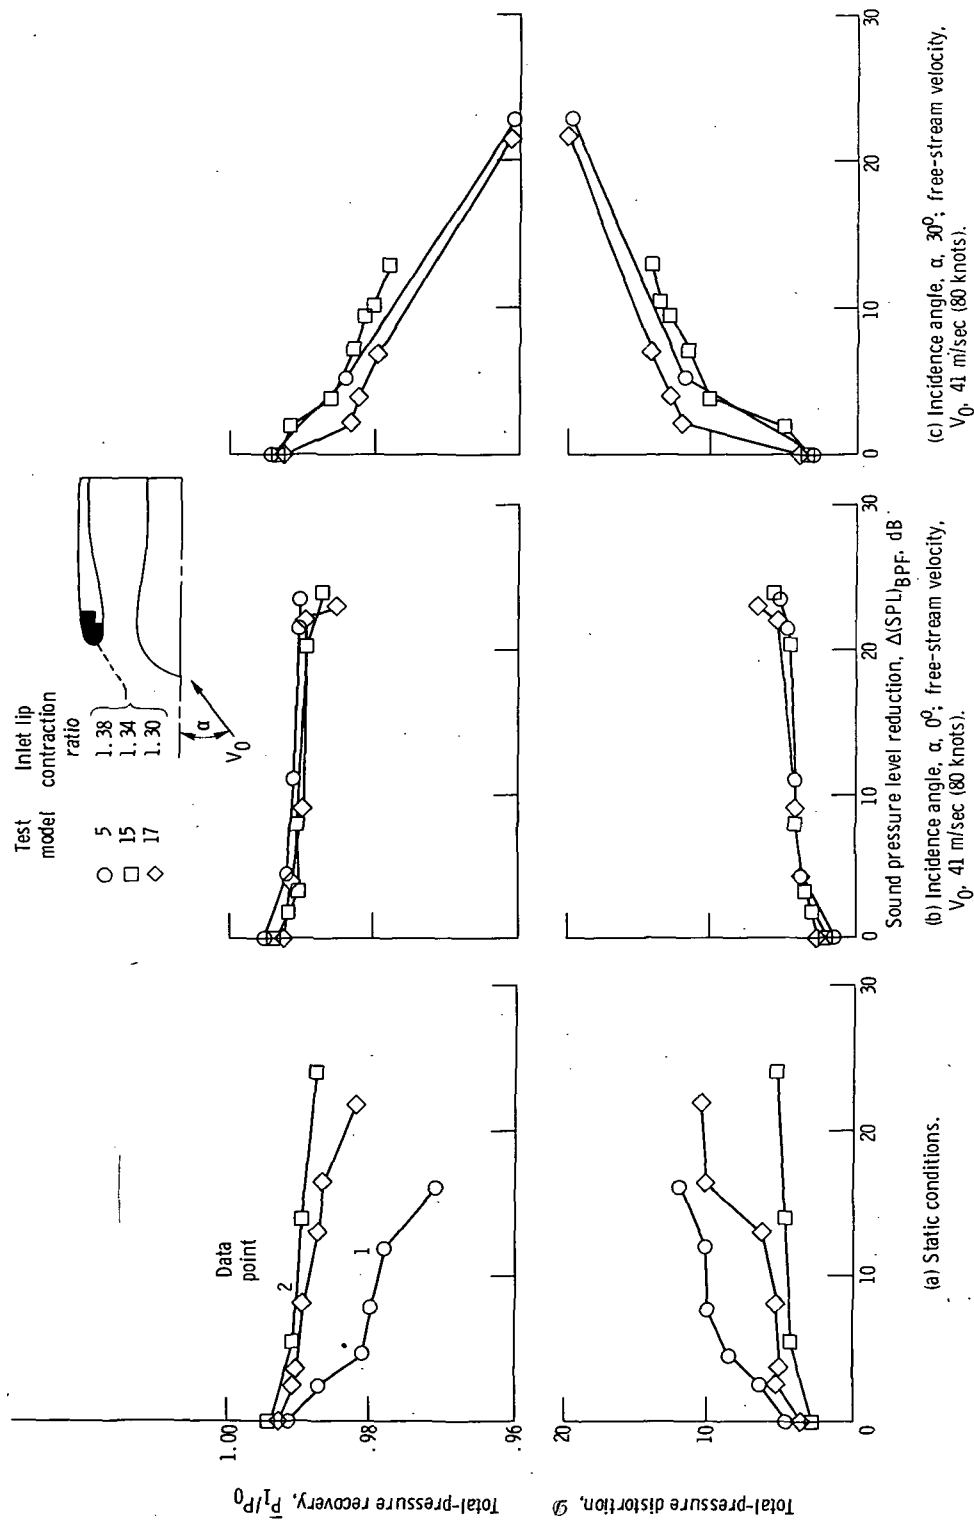 Test model
Inlet lip contraction ratio
5 1.38
15 1.34
17 1.30
α
V0
Total-pressure recovery, P̄1/P0
1.00
.98
.96
Data point
2
1
Total-pressure distortion, 𝒟
20
10
0
0 10 20 30
(a) Static conditions.
0 10 20 30
Sound pressure level reduction, Δ(SPL)BPF, dB
(b) Incidence angle, α, 0°; free-stream velocity,
V0, 41 m/sec (80 knots).
0 10 20 30
(c) Incidence angle, α, 30°; free-stream velocity,
V0, 41 m/sec (80 knots).